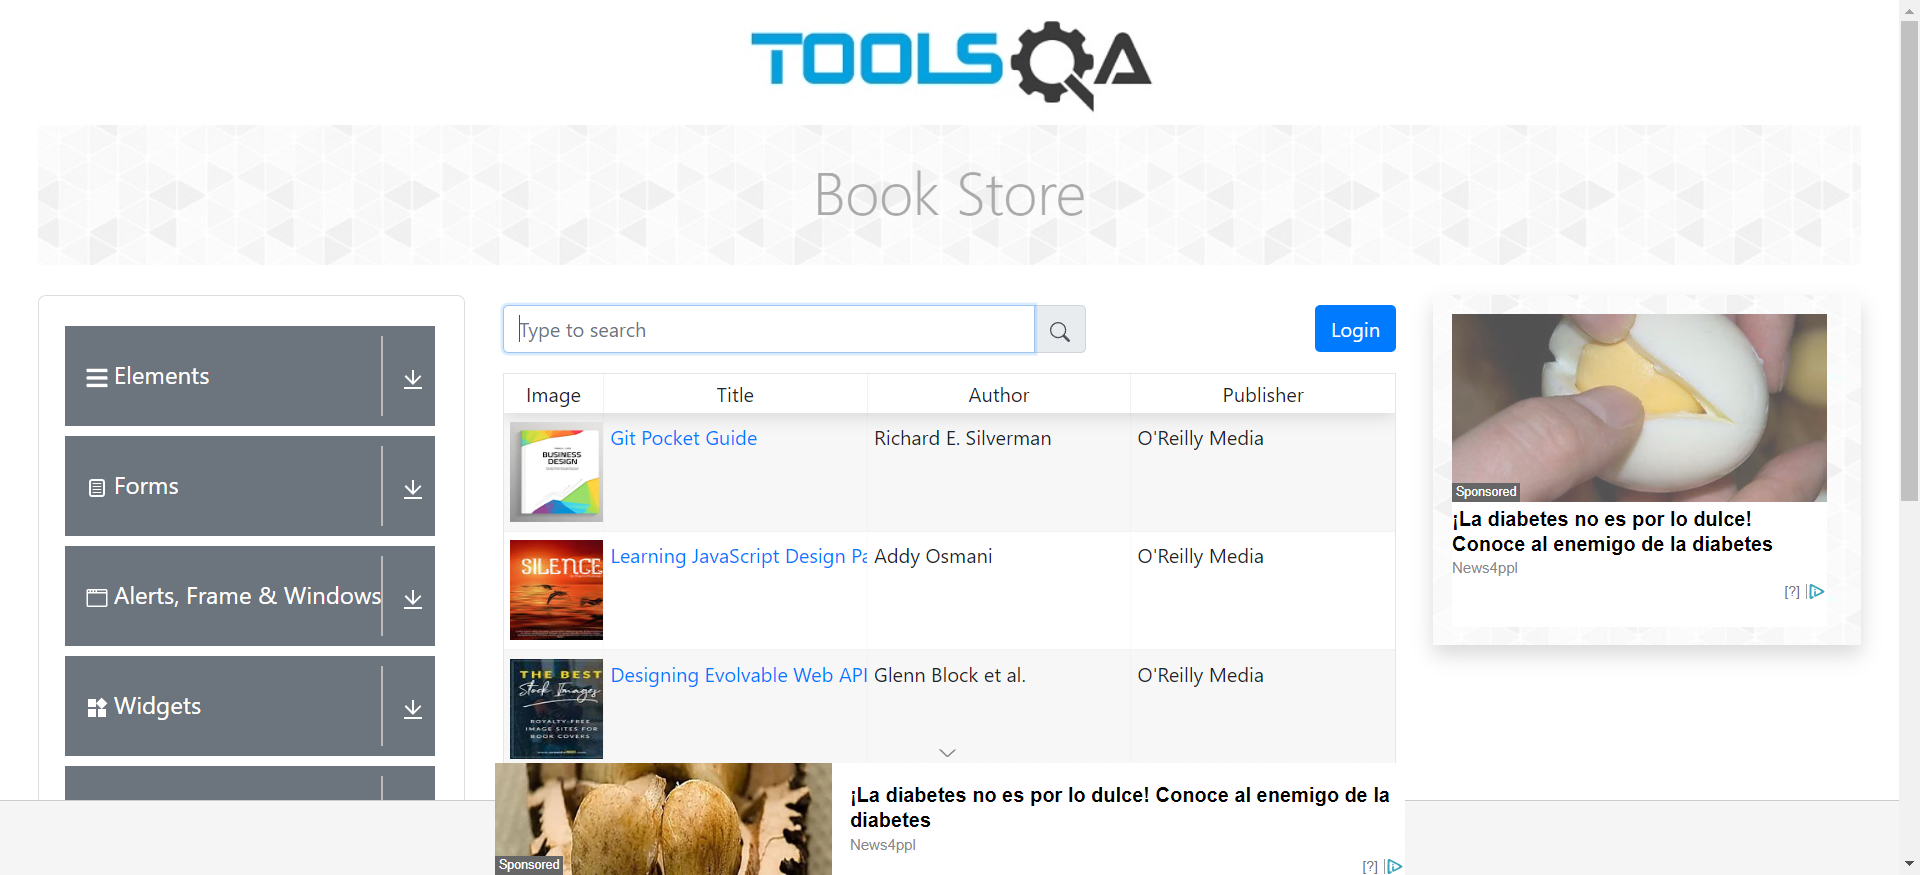 TOOLSQA
Book Store
Elements
Forms
Alerts, Frame & Windows
Widgets
Type to search
Login
Image Title Author Publisher
BUSINESS
DESIGN
Git Pocket Guide Richard E. Silverman O'Reilly Media
SILENCE
Learning JavaScript Design Pa Addy Osmani O'Reilly Media
THE BEST
Stock Images
ROYALTY-FREE
IMAGE SITES FOR
BOOK COVERS
Designing Evolvable Web API Glenn Block et al. O'Reilly Media
Sponsored
¡La diabetes no es por lo dulce!
Conoce al enemigo de la diabetes
News4ppl
[?]
Sponsored
¡La diabetes no es por lo dulce! Conoce al enemigo de la
diabetes
News4ppl
[?]